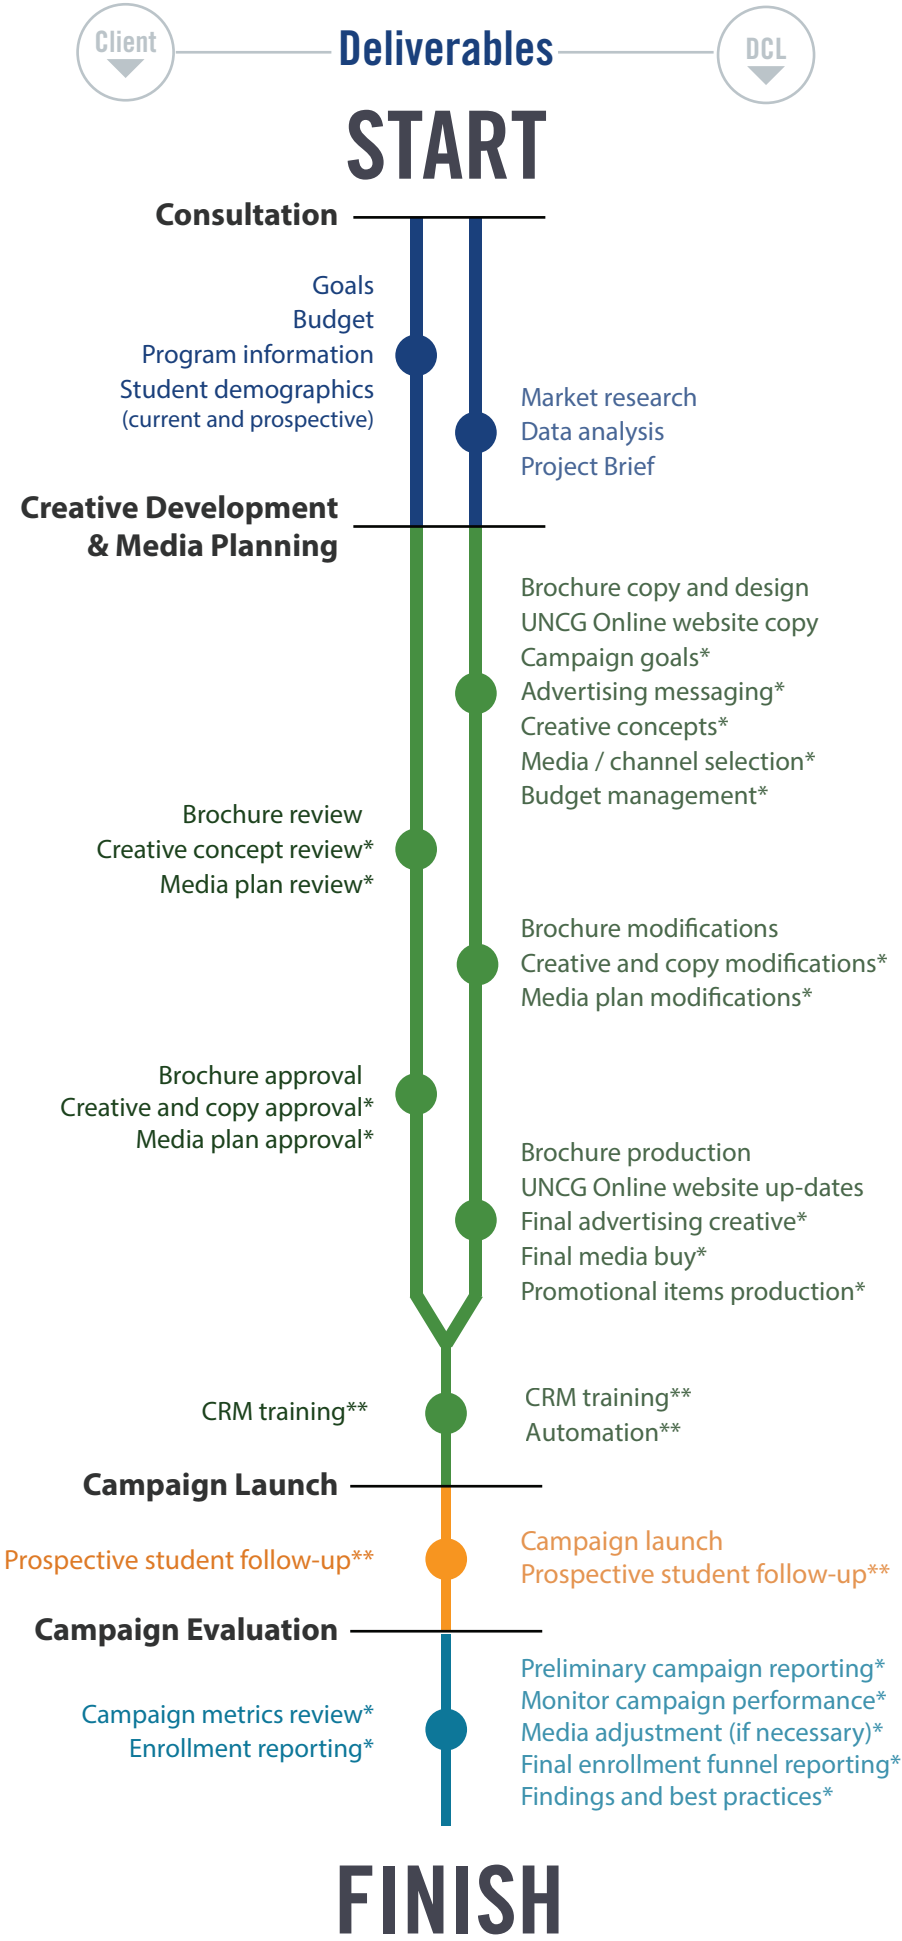 Client
Deliverables
DCL
START
Consultation
Goals
Budget
Program information
Student demographics
(current and prospective)
Market research
Data analysis
Project Brief
Creative Development
& Media Planning
Brochure copy and design
UNCG Online website copy
Campaign goals*
Advertising messaging*
Creative concepts*
Media / channel selection*
Budget management*
Brochure review
Creative concept review*
Media plan review*
Brochure modifications
Creative and copy modifications*
Media plan modifications*
Brochure approval
Creative and copy approval*
Media plan approval*
Brochure production
UNCG Online website up-dates
Final advertising creative*
Final media buy*
Promotional items production*
CRM training**
CRM training**
Automation**
Campaign Launch
Prospective student follow-up**
Campaign launch
Prospective student follow-up**
Campaign Evaluation
Campaign metrics review*
Enrollment reporting*
Preliminary campaign reporting*
Monitor campaign performance*
Media adjustment (if necessary)*
Final enrollment funnel reporting*
Findings and best practices*
FINISH